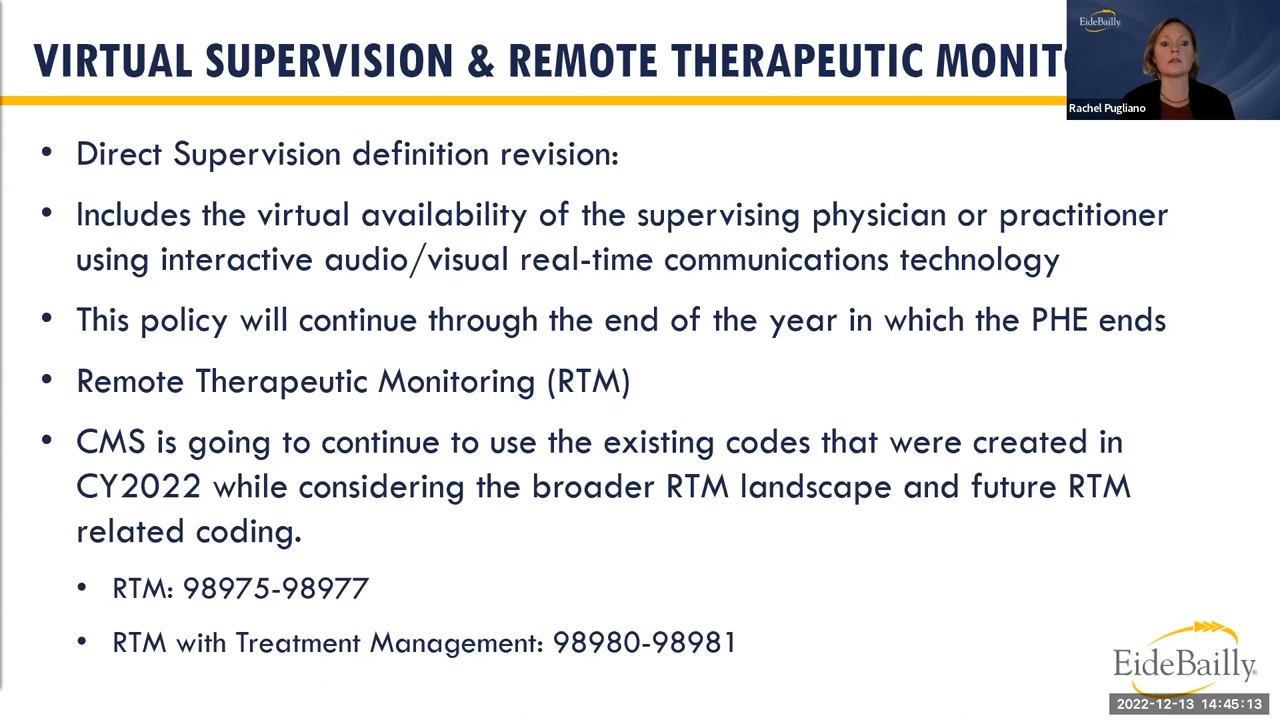 VIRTUAL SUPERVISION & REMOTE THERAPEUTIC MONITO
EideBailly.
Rachel Pugliano
• Direct Supervision definition revision:
• Includes the virtual availability of the supervising physician or practitioner
using interactive audio/visual real-time communications technology
• This policy will continue through the end of the year in which the PHE ends
• Remote Therapeutic Monitoring (RTM)
• CMS is going to continue to use the existing codes that were created in
CY2022 while considering the broader RTM landscape and future RTM
related coding.
• RTM: 98975-98977
• RTM with Treatment Management: 98980-98981
EideBailly®
2022-12-13 14:45:13